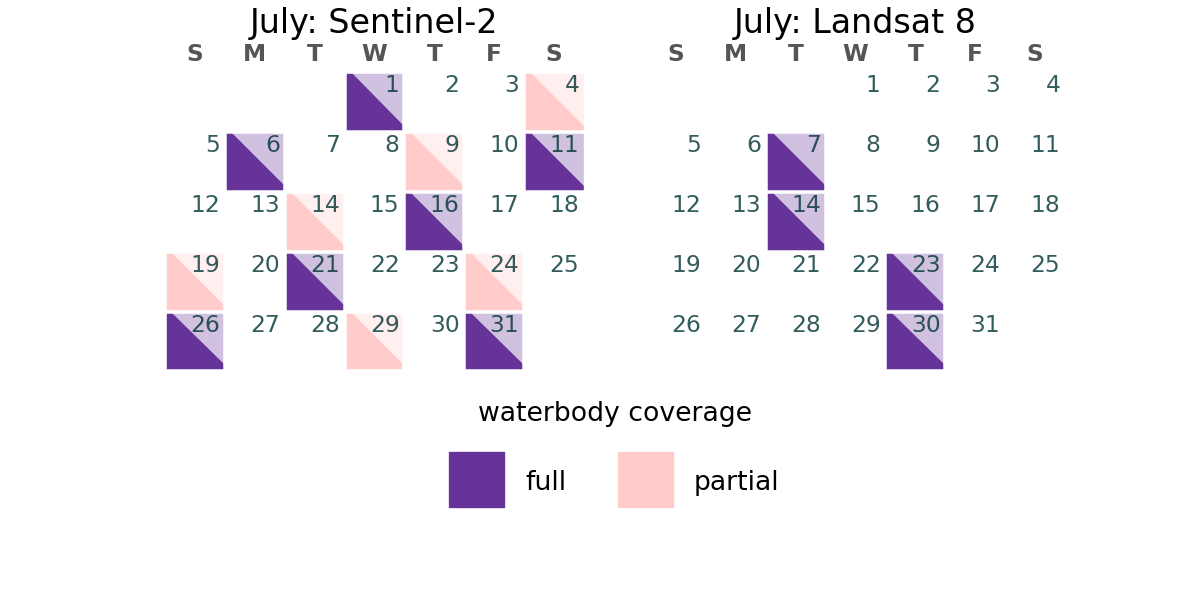 July: Sentinel-2
S M T W T F S
1 2 3 4
5 6 7 8 9 10 11
12 13 14 15 16 17 18
19 20 21 22 23 24 25
26 27 28 29 30 31
July: Landsat 8
S M T W T F S
1 2 3 4
5 6 7 8 9 10 11
12 13 14 15 16 17 18
19 20 21 22 23 24 25
26 27 28 29 30 31
waterbody coverage
full
partial